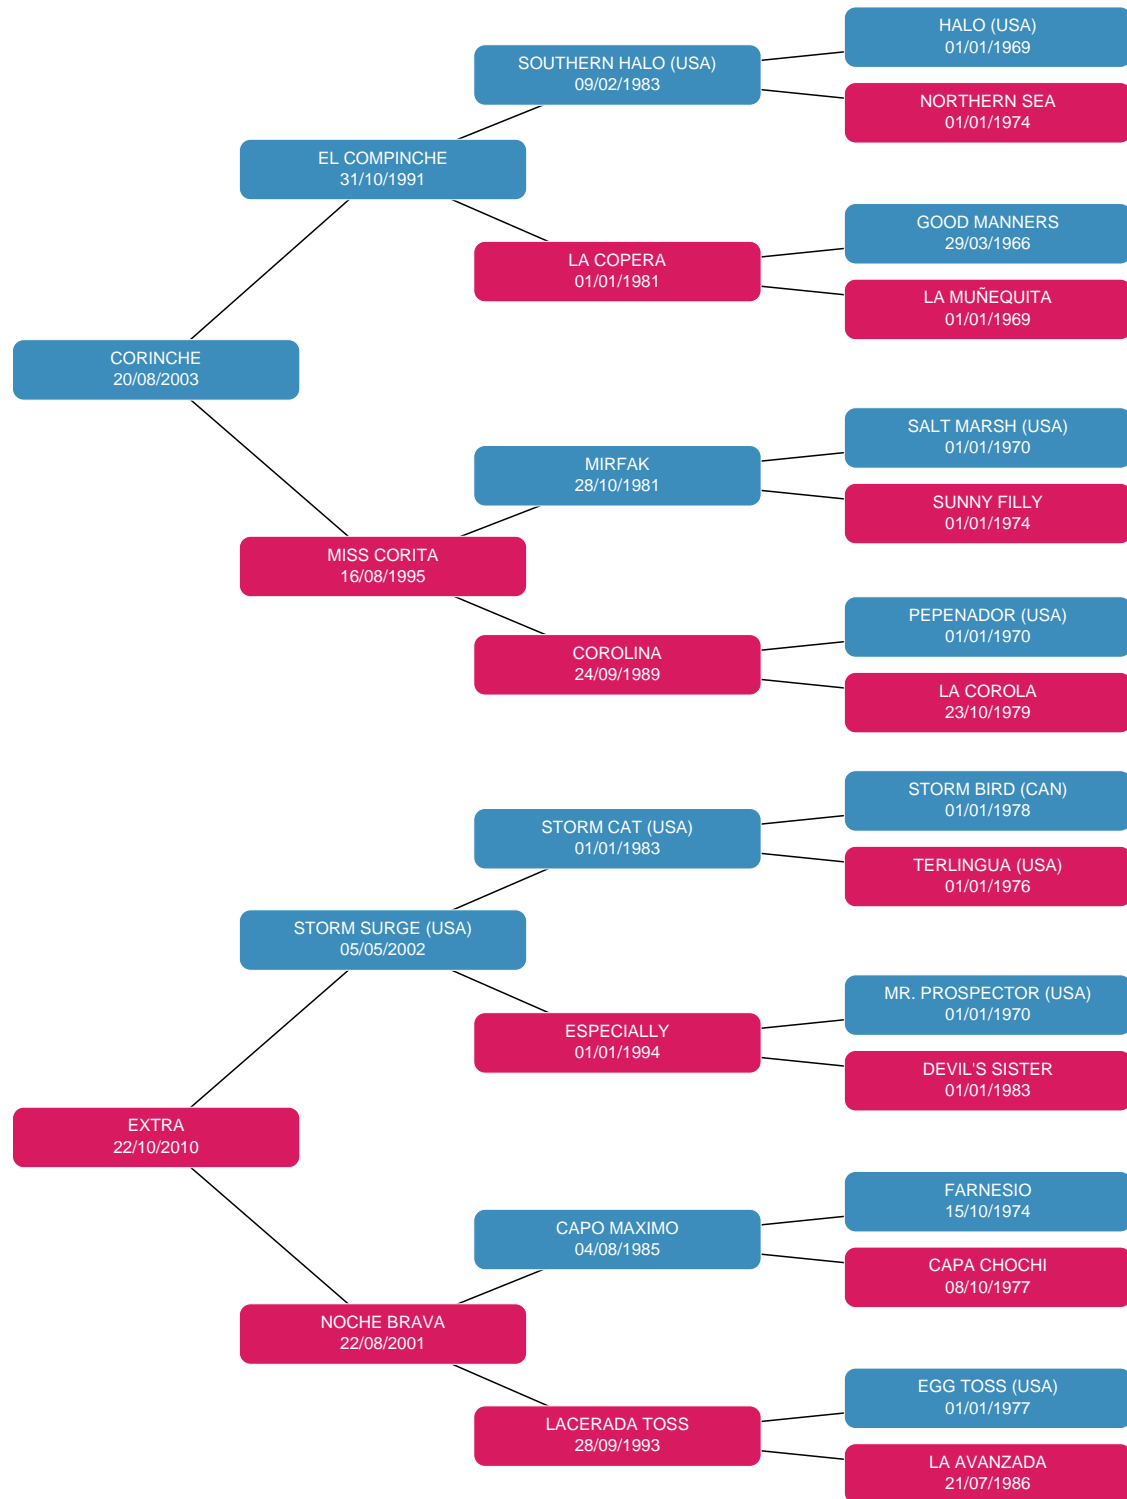 HALO (USA)
01/01/1969
SOUTHERN HALO (USA)
09/02/1983
NORTHERN SEA
01/01/1974
EL COMPINCHE
31/10/1991
GOOD MANNERS
29/03/1966
LA COPERA
01/01/1981
LA MUÑEQUITA
01/01/1969
CORINCHE
20/08/2003
SALT MARSH (USA)
01/01/1970
MIRFAK
28/10/1981
SUNNY FILLY
01/01/1974
MISS CORITA
16/08/1995
PEPENADOR (USA)
01/01/1970
COROLINA
24/09/1989
LA COROLA
23/10/1979
STORM BIRD (CAN)
01/01/1978
STORM CAT (USA)
01/01/1983
TERLINGUA (USA)
01/01/1976
STORM SURGE (USA)
05/05/2002
MR. PROSPECTOR (USA)
01/01/1970
ESPECIALLY
01/01/1994
DEVIL'S SISTER
01/01/1983
EXTRA
22/10/2010
FARNESIO
15/10/1974
CAPO MAXIMO
04/08/1985
CAPA CHOCHI
08/10/1977
NOCHE BRAVA
22/08/2001
EGG TOSS (USA)
01/01/1977
LACERADA TOSS
28/09/1993
LA AVANZADA
21/07/1986